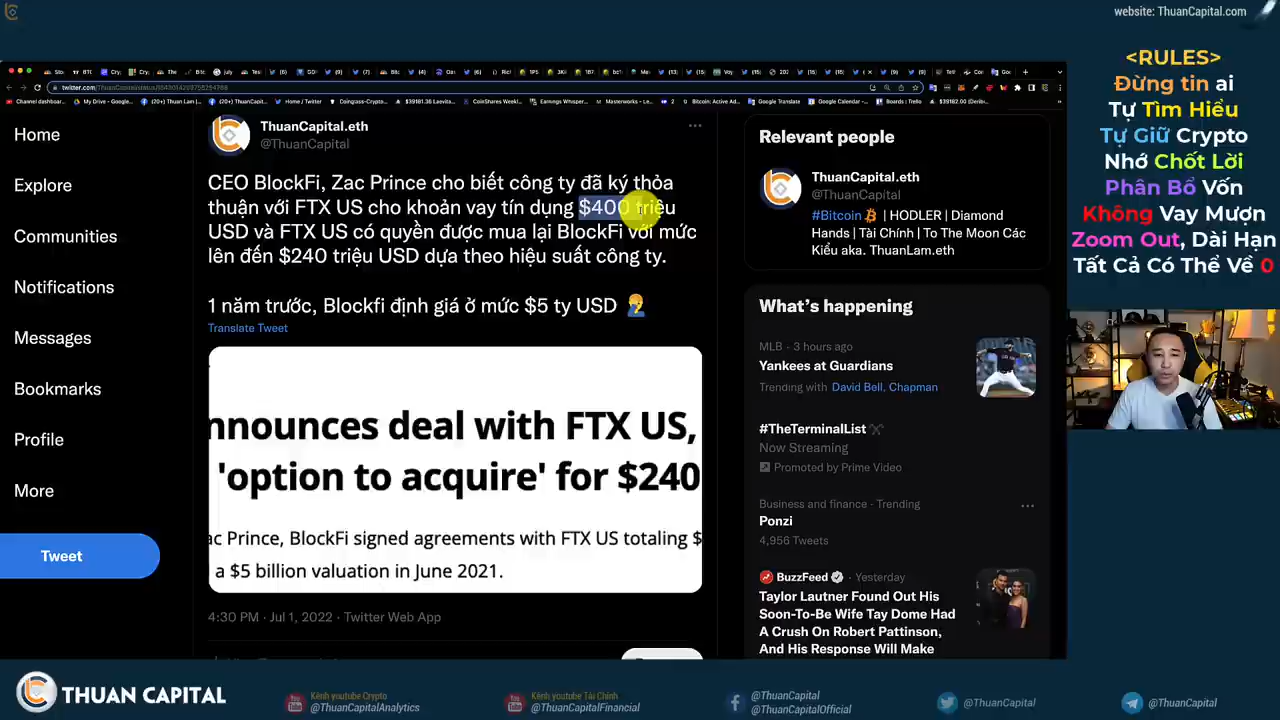 website: ThuanCapital.com
<RULES>
Đừng tin ai
Tự Tìm Hiểu
Tự Giữ Crypto
Nhớ Chốt Lời
Phân Bổ Vốn
Không Vay Mượn
Zoom Out, Dài Hạn
Tất Cả Có Thể Về 0
Home
Explore
Communities
Notifications
Messages
Bookmarks
Profile
More
Tweet
ThuanCapital.eth
@ThuanCapital
CEO BlockFi, Zac Prince cho biết công ty đã ký thỏa
thuận với FTX US cho khoản vay tín dụng $400 triệu
USD và FTX US có quyền được mua lại BlockFi với mức
lên đến $240 triệu USD dựa theo hiệu suất công ty.
1 năm trước, Blockfi định giá ở mức $5 tỷ USD
Translate Tweet
nnounces deal with FTX US,
'option to acquire' for $240
ac Prince, BlockFi signed agreements with FTX US totaling $
a $5 billion valuation in June 2021.
4:30 PM · Jul 1, 2022 · Twitter Web App
Relevant people
ThuanCapital.eth
@ThuanCapital
#Bitcoin | HODLER | Diamond
Hands | Tài Chính | To The Moon Các
Kiểu aka. ThuanLam.eth
What's happening
MLB · 3 hours ago
Yankees at Guardians
Trending with David Bell, Chapman
#TheTerminalList
Now Streaming
Promoted by Prime Video
Business and finance · Trending
Ponzi
4,956 Tweets
BuzzFeed · Yesterday
Taylor Lautner Found Out His
Soon-To-Be Wife Tay Dome Had
A Crush On Robert Pattinson,
And His Response Will Make
THUAN CAPITAL
Kênh youtube Crypto
@ThuanCapitalAnalytics
Kênh youtube Tài Chính
@ThuanCapitalFinancial
@ThuanCapital
@ThuanCapitalOfficial
@ThuanCapital
@ThuanCapital